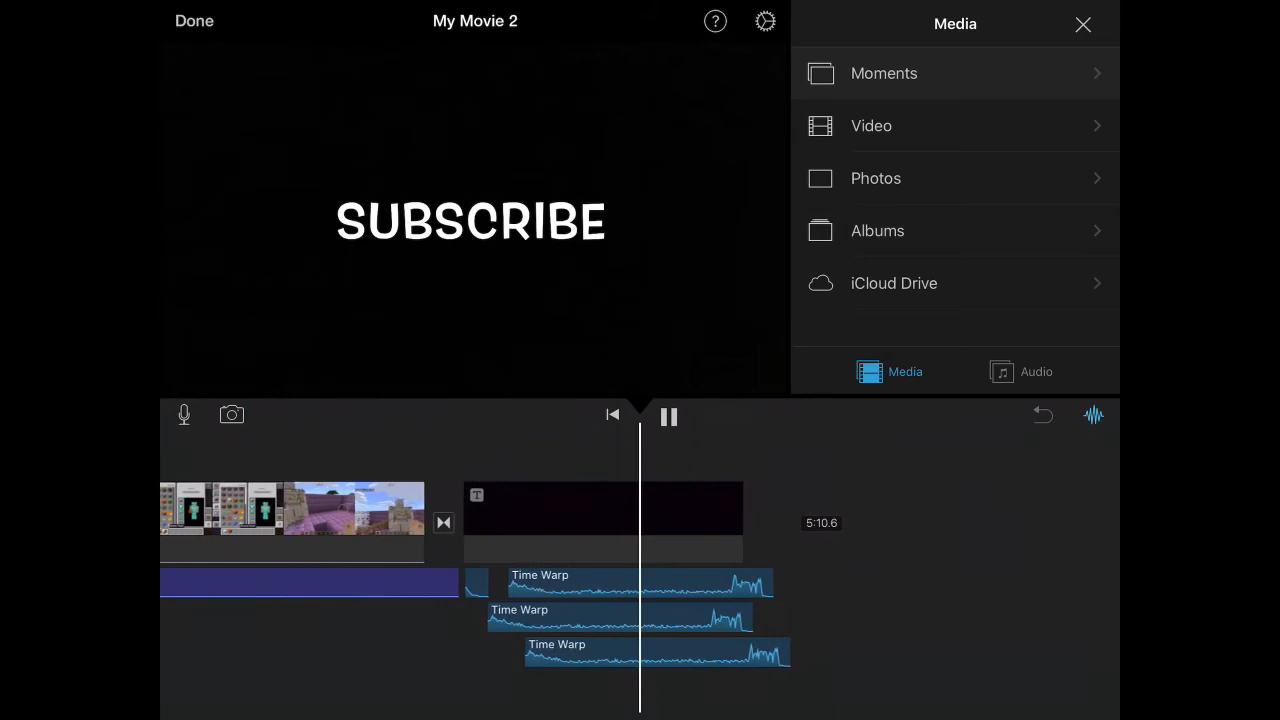 Done
My Movie 2
?
Media
Moments
Video
Photos
Albums
iCloud Drive
Media
Audio
SUBSCRIBE
T
5:10.6
Time Warp
Time Warp
Time Warp